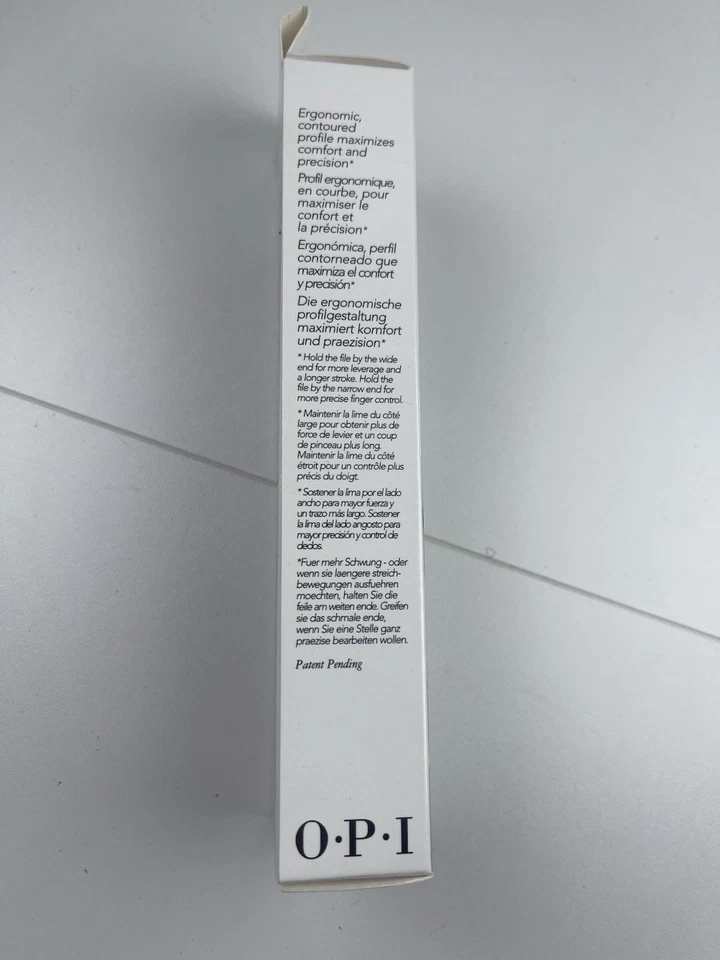 Ergonomic,
contoured
profile maximizes
comfort and
precision*
Profil ergonomique,
en courbe, pour
maximiser le
confort et
la précision*
Ergonómica, perfil
contorneado que
maximiza el confort
y precisión*
Die ergonomische
profilgestaltung
maximiert komfort
und praezision*
* Hold the file by the wide
end for more leverage and
a longer stroke. Hold the
file by the narrow end for
more precise finger control.
* Maintenir la lime du côté
large pour obtenir plus de
force de levier et un coup
de pinceau plus long.
Maintenir la lime du côté
étroit pour un contrôle plus
précis du doigt.
* Sostener la lima por el lado
ancho para mayor fuerza y
un trazo más largo. Sostener
la lima del lado angosto para
mayor precisión y control de
dedos.
*Fuer mehr Schwung - oder
wenn sie laengere streich-
bewegungen ausfuehren
moechten, halten Sie die
feile am weiten ende. Greifen
sie das schmale ende,
wenn Sie eine Stelle ganz
praezise bearbeiten wollen.
Patent Pending
O·P·I